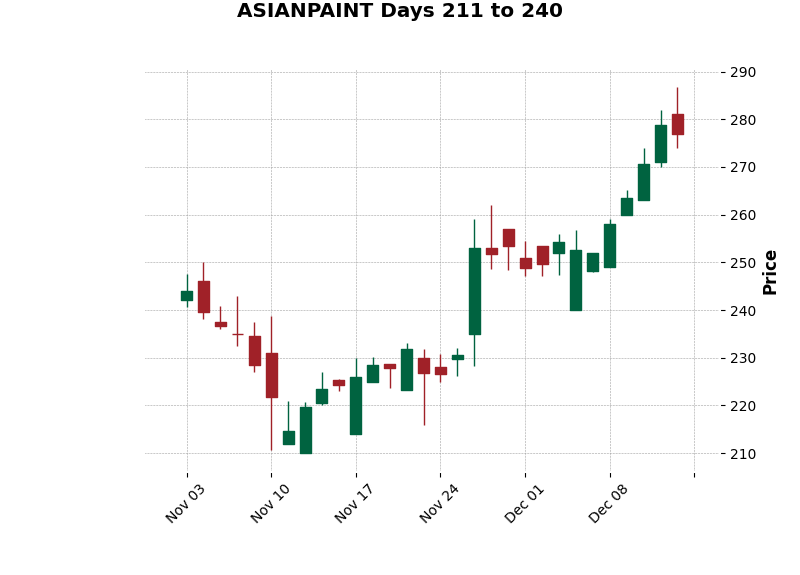 ASIANPAINT Days 211 to 240
290
280
270
260
250
240
230
220
210
Price
Nov 03
Nov 10
Nov 17
Nov 24
Dec 01
Dec 08